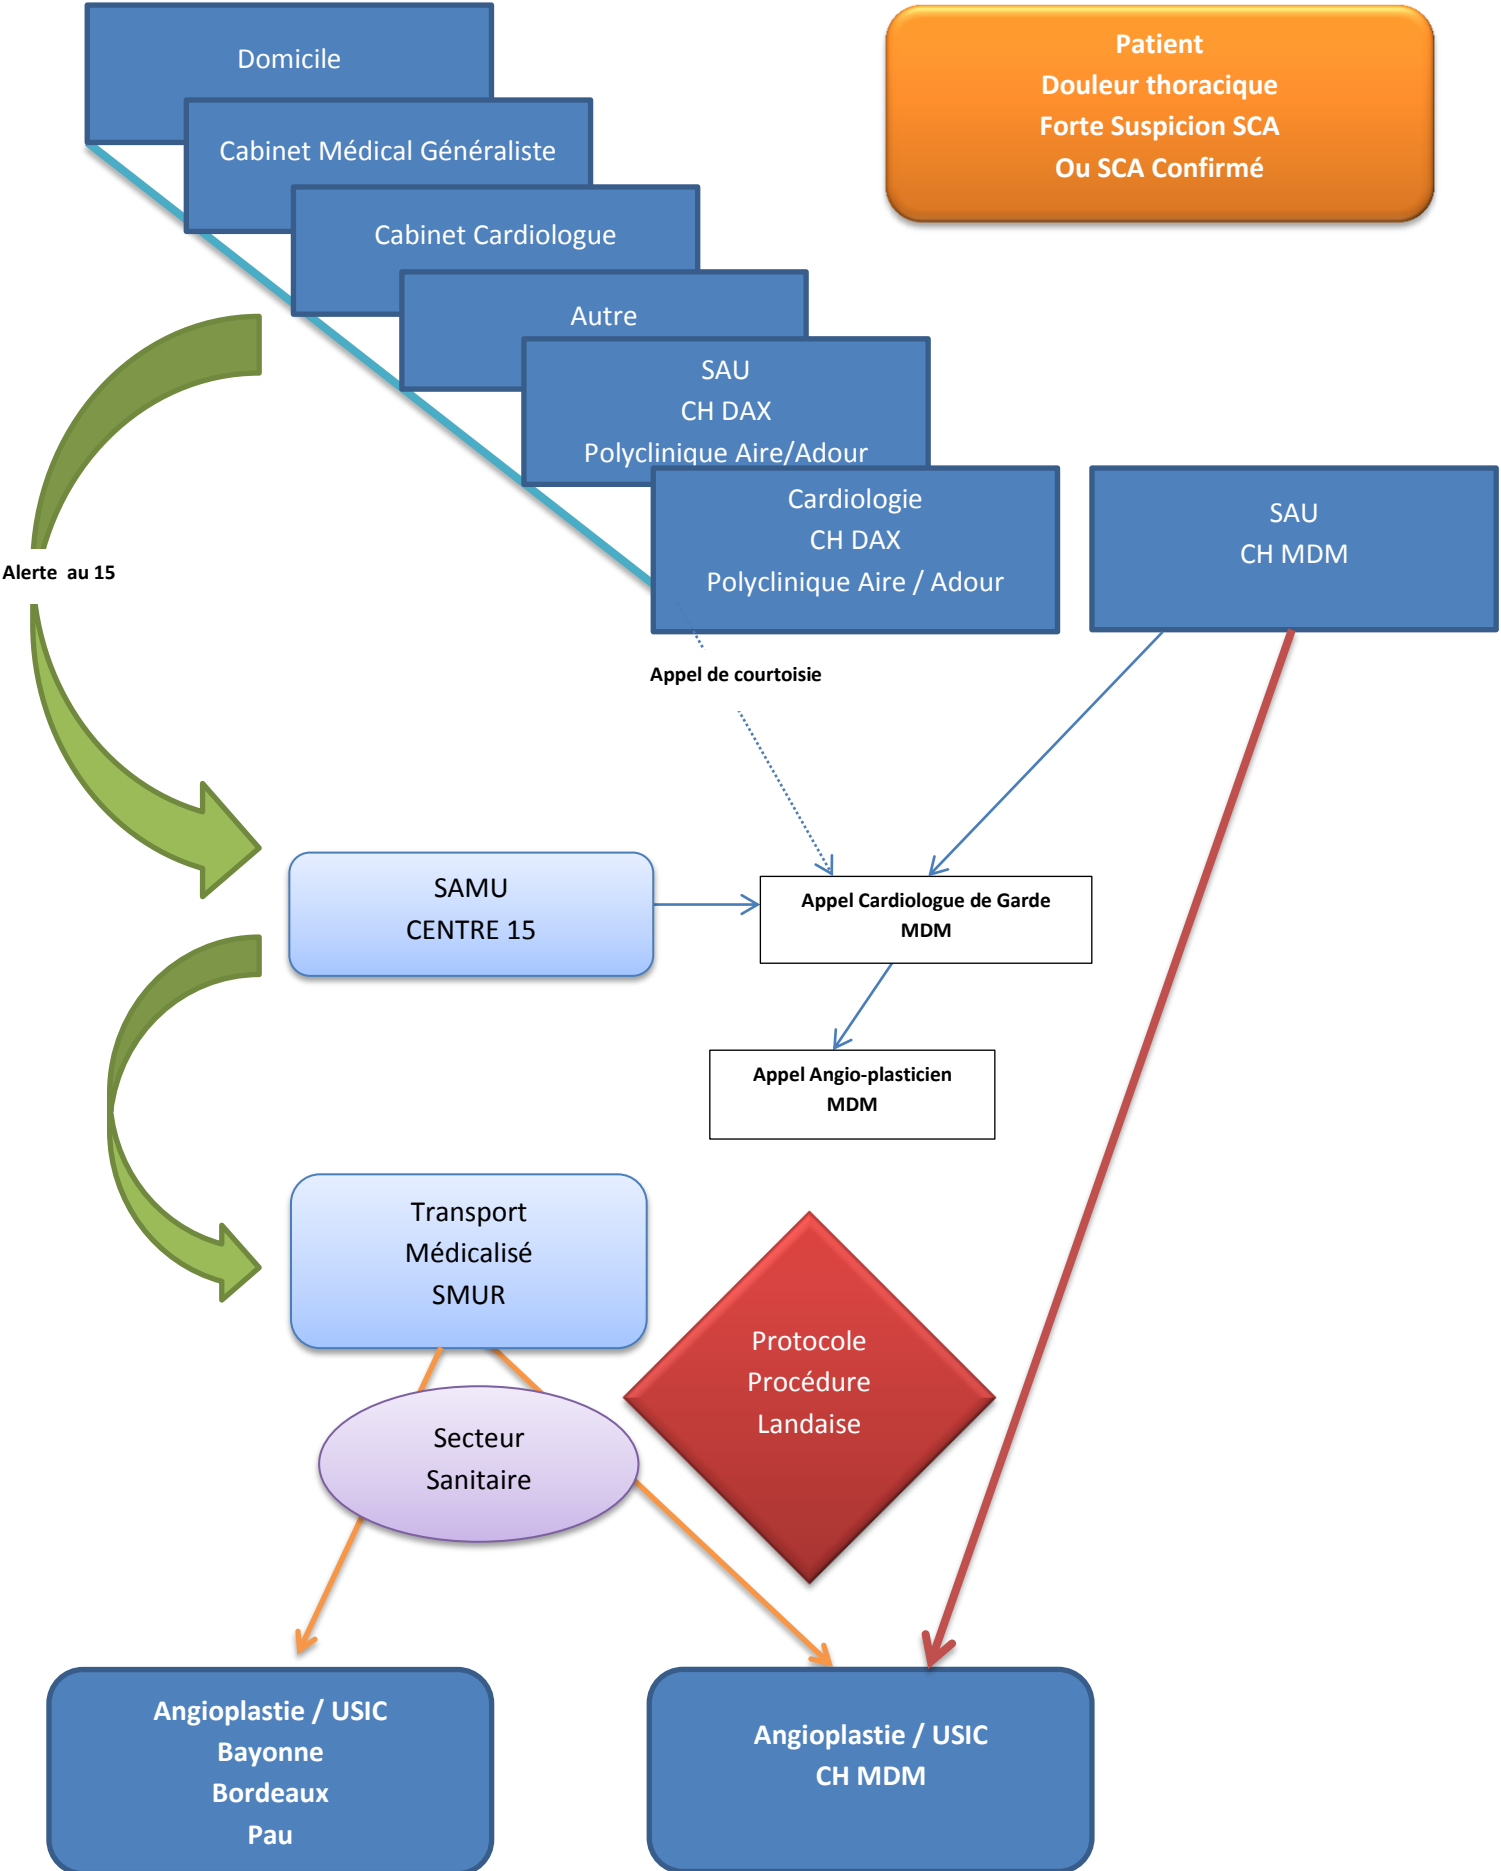 Domicile
Patient
Douleur thoracique
Forte Suspicion SCA
Ou SCA Confirmé
Cabinet Médical Généraliste
Cabinet Cardiologue
Autre
SAU
CH DAX
Polyclinique Aire/Adour
Cardiologie
CH DAX
Polyclinique Aire / Adour
SAU
CH MDM
Alerte au 15
Appel de courtoisie
SAMU
CENTRE 15
Appel Cardiologue de Garde
MDM
Appel Angio-plasticien
MDM
Transport
Médicalisé
SMUR
Protocole
Procédure
Landaise
Secteur
Sanitaire
Angioplastie / USIC
Bayonne
Bordeaux
Pau
Angioplastie / USIC
CH MDM